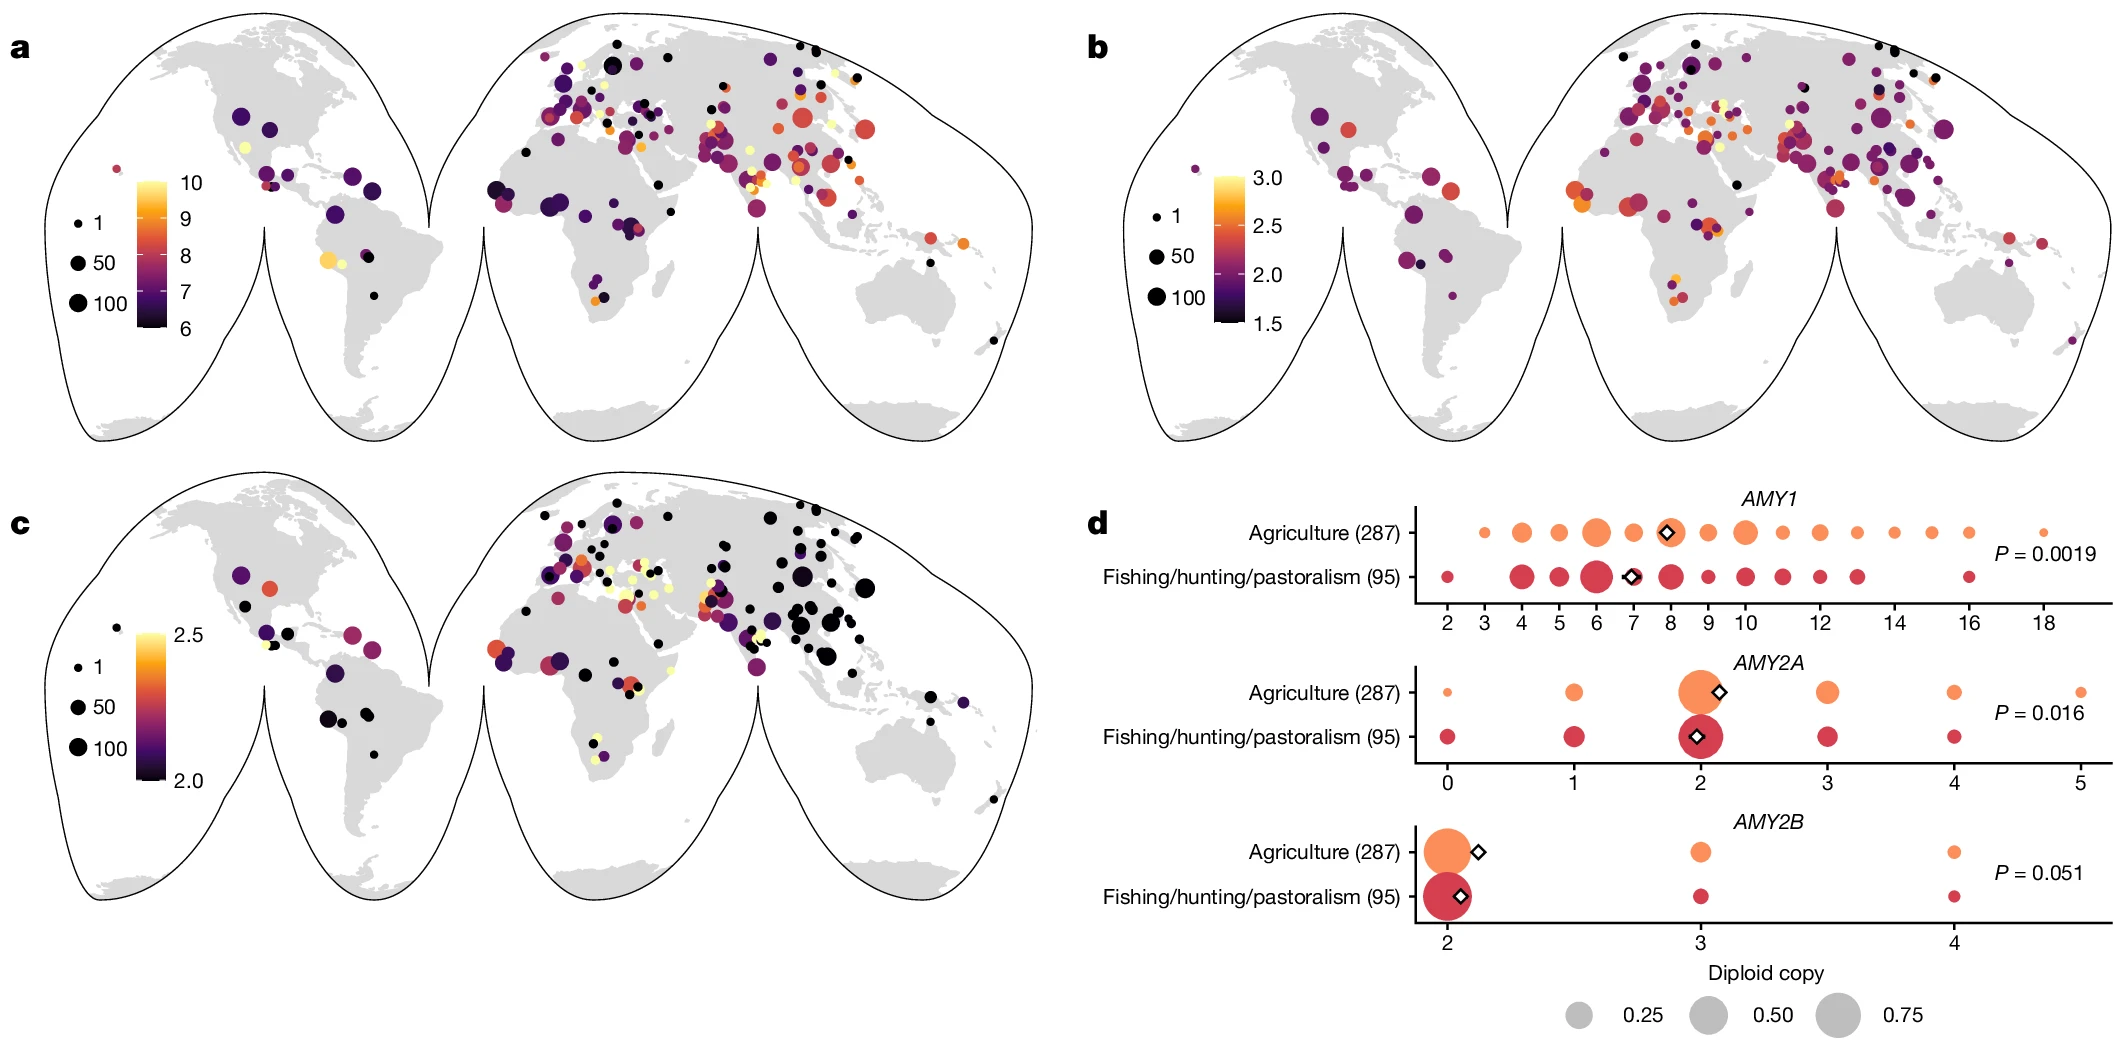 a
1
50
100
10
9
8
7
6
b
1
50
100
3.0
2.5
2.0
1.5
c
1
50
100
2.5
2.0
d
AMY1
Agriculture (287)
Fishing/hunting/pastoralism (95)
P = 0.0019
2 3 4 5 6 7 8 9 10 12 14 16 18
AMY2A
Agriculture (287)
Fishing/hunting/pastoralism (95)
P = 0.016
0 1 2 3 4 5
AMY2B
Agriculture (287)
Fishing/hunting/pastoralism (95)
P = 0.051
2 3 4
Diploid copy
0.25 0.50 0.75